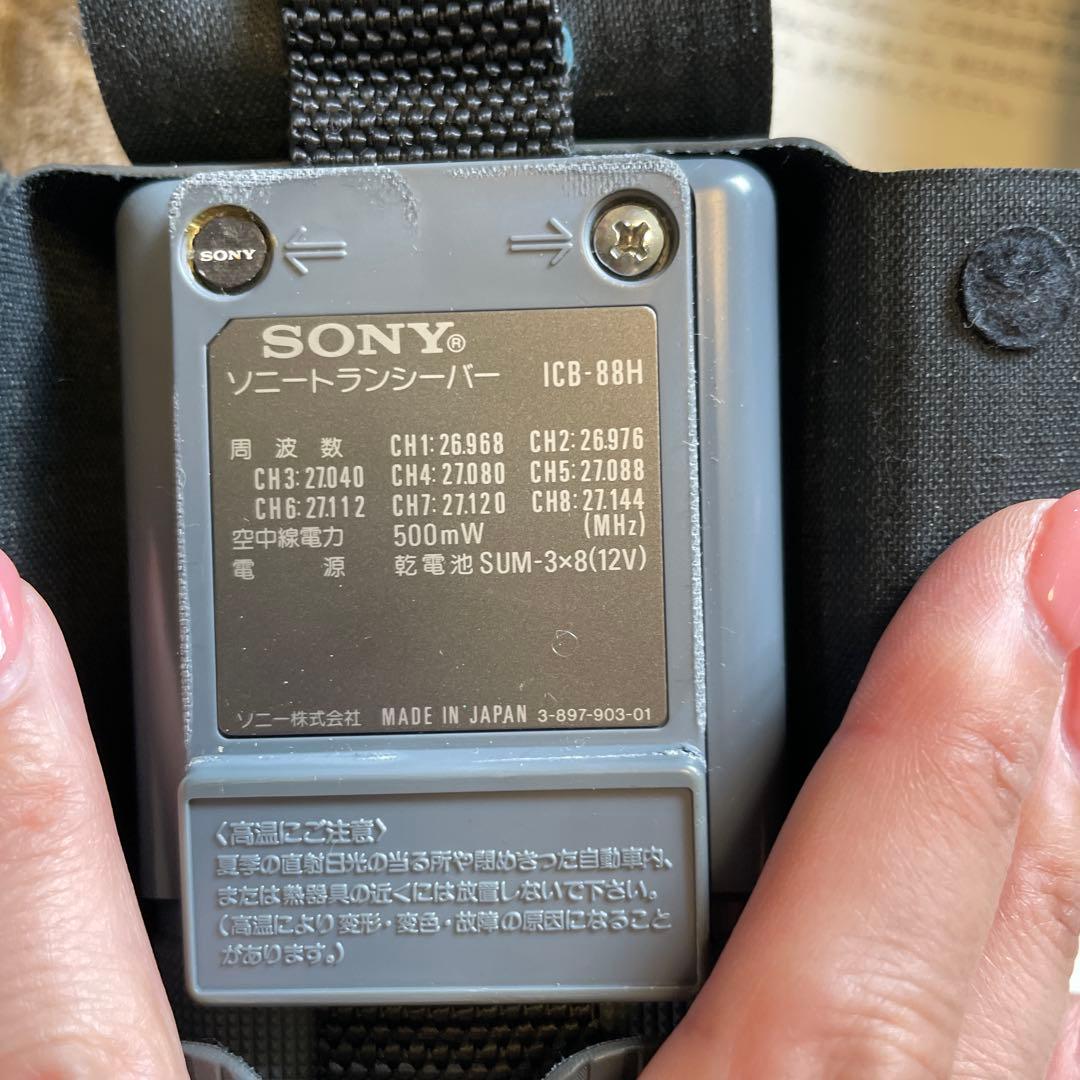 SONY
SONY®
ソニートランシーバー ICB-88H
周波数 CH1:26.968 CH2:26.976
CH3:27.040 CH4:27.080 CH5:27.088
CH6:27.112 CH7:27.120 CH8:27.144
空中線電力 500mW (MHz)
電源 乾電池 SUM-3×8(12V)
ソニー株式会社 MADE IN JAPAN 3-897-903-01
〈高温にご注意〉
夏季の直射日光の当る所や閉めきった自動車内、
または熱器具の近くには放置しないで下さい。
(高温により変形・変色・故障の原因になること
があります。)